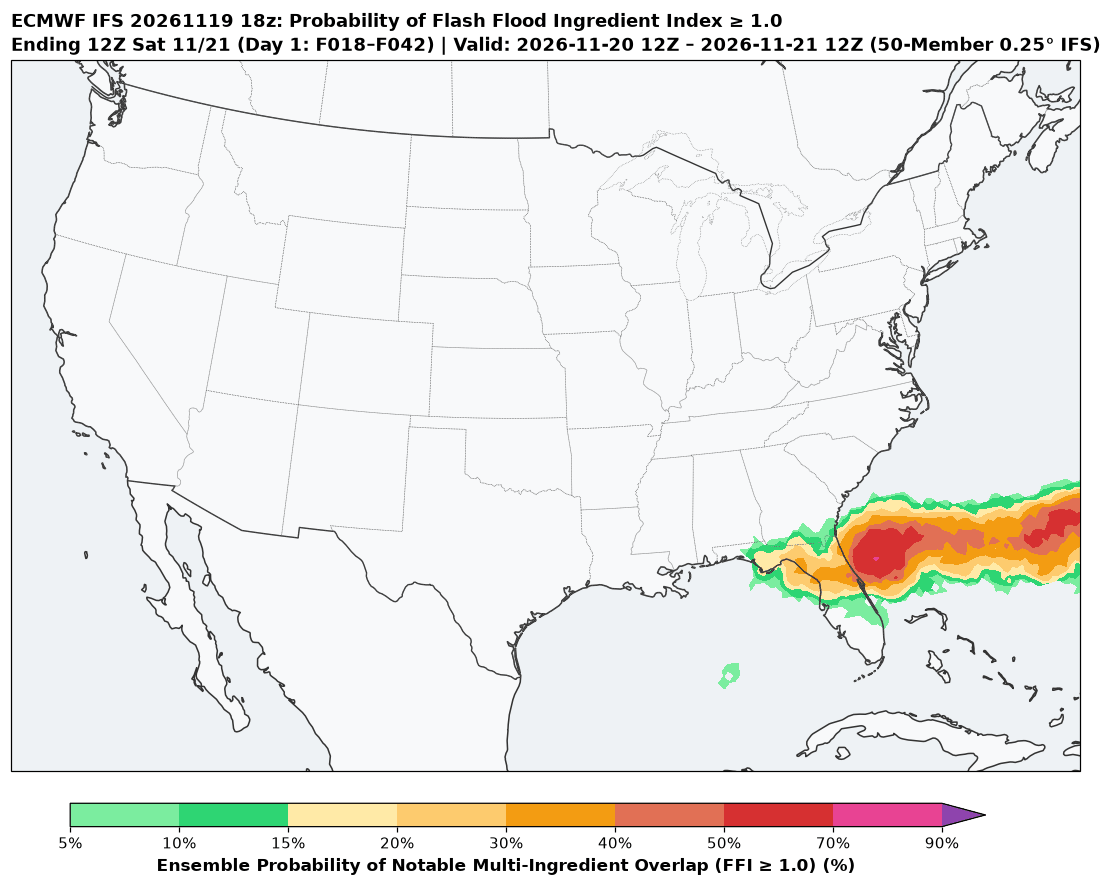 ECMWF IFS 20261119 18z: Probability of Flash Flood Ingredient Index ≥ 1.0
Ending 12Z Sat 11/21 (Day 1: F018–F042) | Valid: 2026-11-20 12Z – 2026-11-21 12Z (50-Member 0.25° IFS)
5% 10% 15% 20% 30% 40% 50% 70% 90%
Ensemble Probability of Notable Multi-Ingredient Overlap (FFI ≥ 1.0) (%)